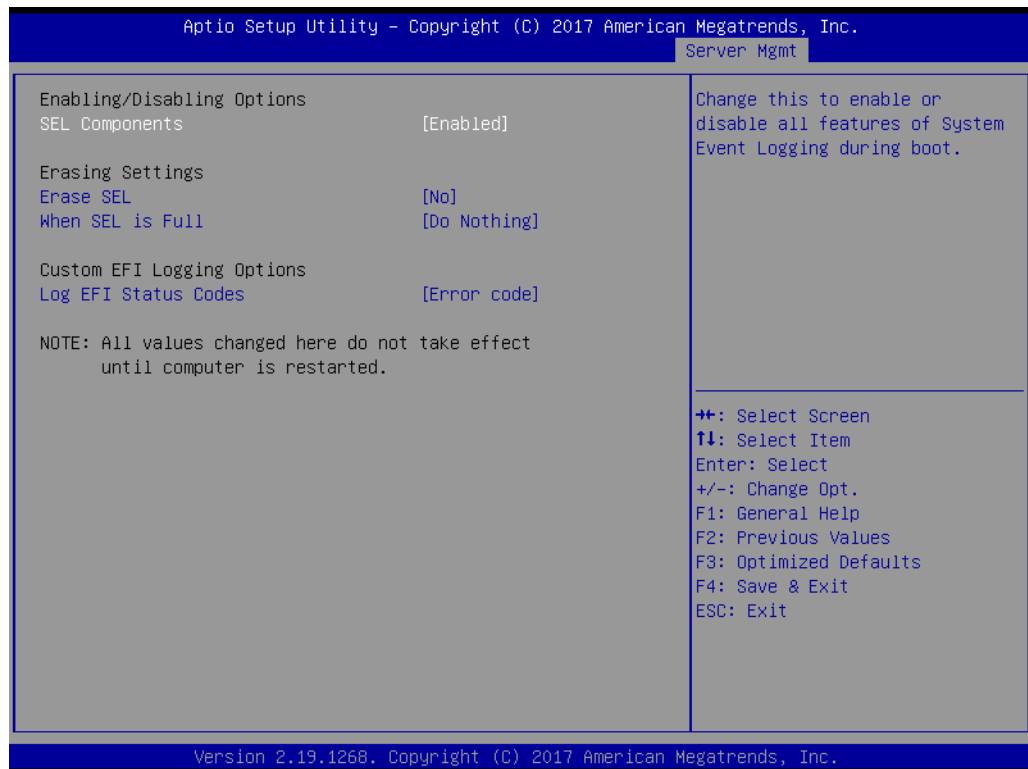 Aptio Setup Utility – Copyright (C) 2017 American Megatrends, Inc.
Server Mgmt
Enabling/Disabling Options
SEL Components [Enabled]
Erasing Settings
Erase SEL [No]
When SEL is Full [Do Nothing]
Custom EFI Logging Options
Log EFI Status Codes [Error code]
NOTE: All values changed here do not take effect
until computer is restarted.
Change this to enable or
disable all features of System
Event Logging during boot.
→←: Select Screen
↑↓: Select Item
Enter: Select
+/-: Change Opt.
F1: General Help
F2: Previous Values
F3: Optimized Defaults
F4: Save & Exit
ESC: Exit
Version 2.19.1268. Copyright (C) 2017 American Megatrends, Inc.